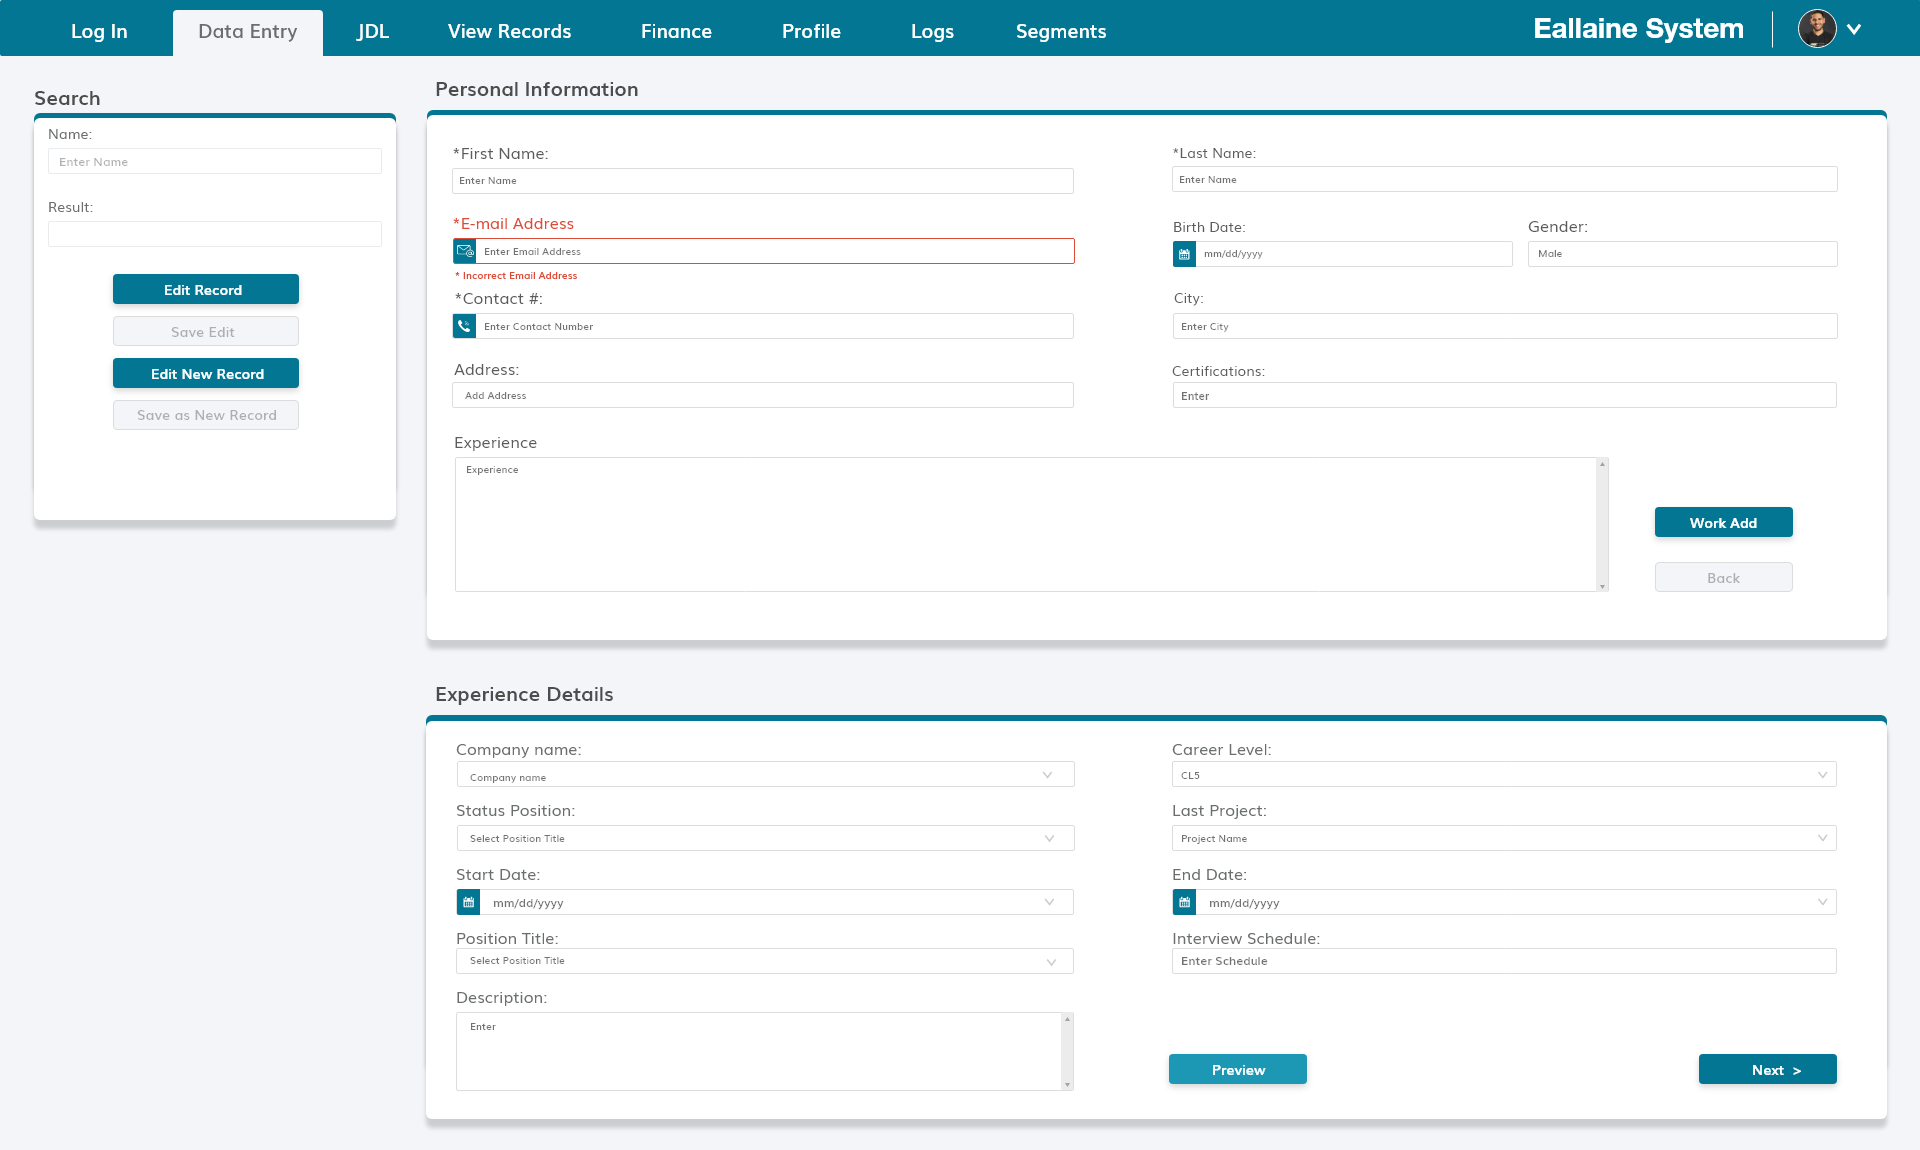 Log In
Data Entry
JDL
View Records
Finance
Profile
Logs
Segments
Eallaine System
Search
Name:
Enter Name
Result:
Edit Record
Save Edit
Edit New Record
Save as New Record
Personal Information
*First Name:
Enter Name
*Last Name:
Enter Name
*E-mail Address
Enter Email Address
* Incorrect Email Address
Birth Date:
mm/dd/yyyy
Gender:
Male
*Contact #:
Enter Contact Number
City:
Enter City
Address:
Add Address
Certifications:
Enter
Experience
Experience
Work Add
Back
Experience Details
Company name:
Company name
Career Level:
CL5
Status Position:
Select Position Title
Last Project:
Project Name
Start Date:
mm/dd/yyyy
End Date:
mm/dd/yyyy
Position Title:
Select Position Title
Interview Schedule:
Enter Schedule
Description:
Enter
Preview
Next >